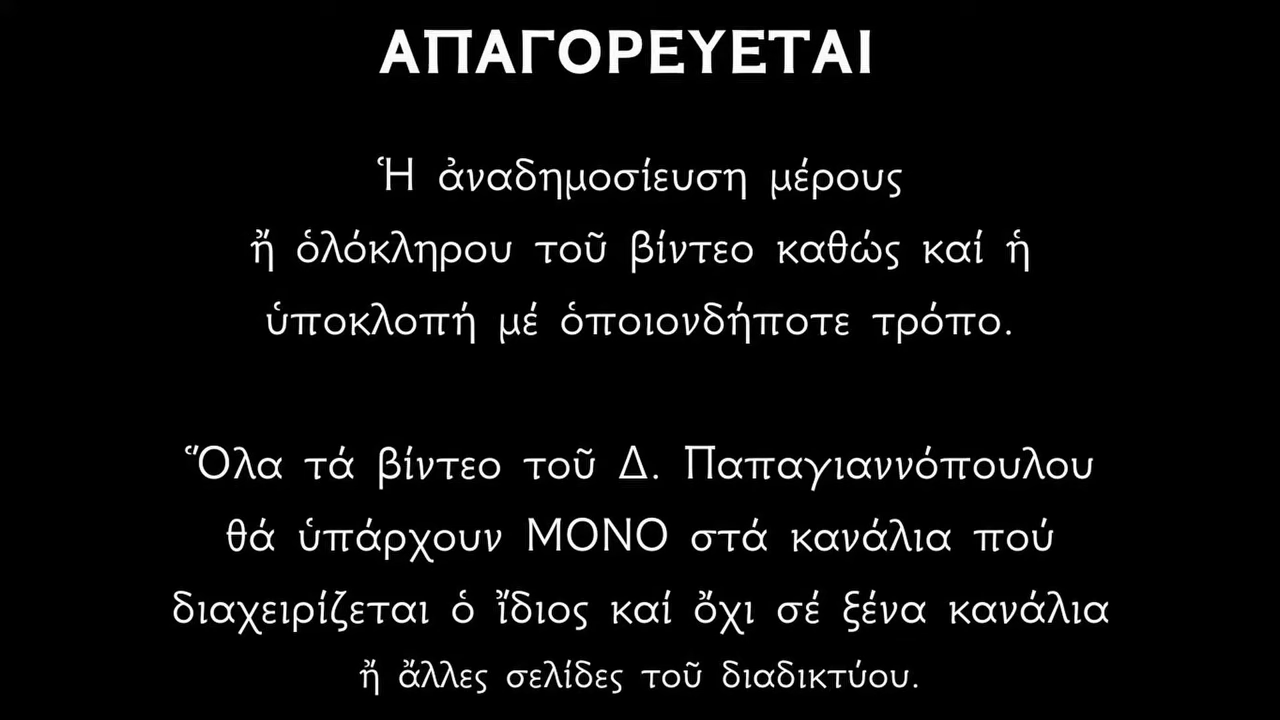 ΑΠΑΓΟΡΕΥΕΤΑΙ
Ἡ ἀναδημοσίευση μέρους
ἤ ὁλόκληρου τοῦ βίντεο καθώς καί ἡ
ὑποκλοπή μέ ὁποιονδήποτε τρόπο.
Ὅλα τά βίντεο τοῦ Δ. Παπαγιαννόπουλου
θά ὑπάρχουν ΜΟΝΟ στά κανάλια πού
διαχειρίζεται ὁ ἴδιος καί ὄχι σέ ξένα κανάλια
ἤ ἄλλες σελίδες τοῦ διαδικτύου.